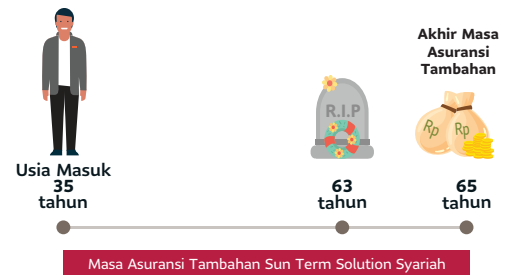 Akhir Masa
Asuransi
Tambahan
R.I.P
Rp
Rp
Usia Masuk
35
tahun
63
tahun
65
tahun
Masa Asuransi Tambahan Sun Term Solution Syariah